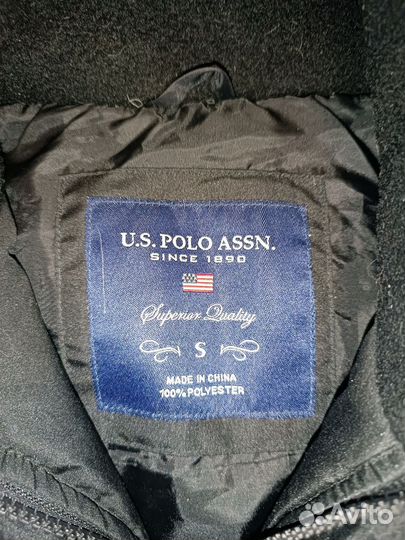 U.S. POLO ASSN.
SINCE 1890
Superior Quality
S
MADE IN CHINA
100% POLYESTER
Avito